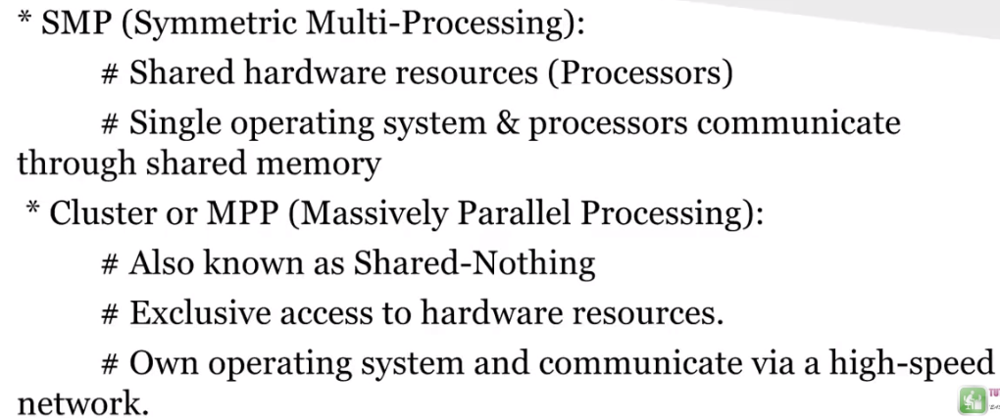 * SMP (Symmetric Multi-Processing):
# Shared hardware resources (Processors)
# Single operating system & processors communicate
through shared memory
* Cluster or MPP (Massively Parallel Processing):
# Also known as Shared-Nothing
# Exclusive access to hardware resources.
# Own operating system and communicate via a high-speed
network.
TU